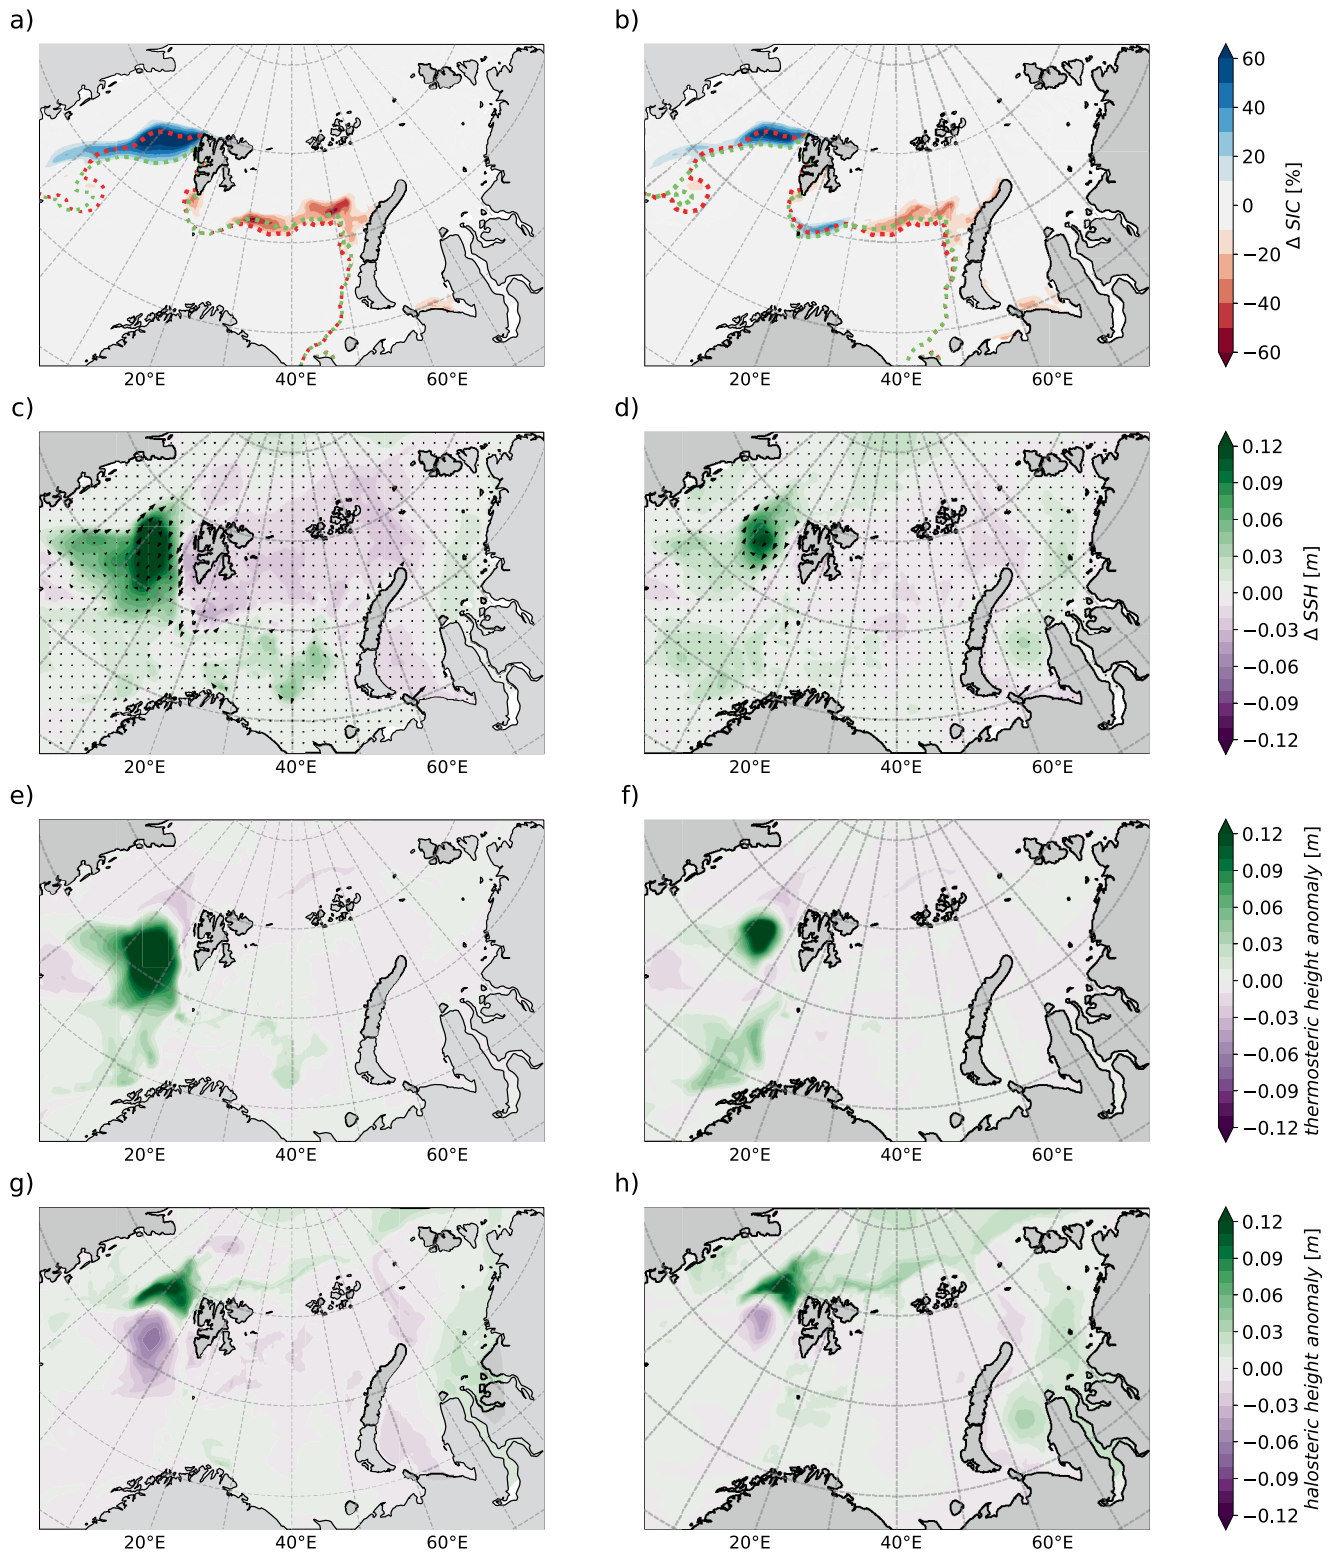 a)
b)
60
40
20
0
−20
−40
−60
Δ SIC [%]
20°E
40°E
60°E
20°E
40°E
60°E
c)
d)
0.12
0.09
0.06
0.03
0.00
−0.03
−0.06
−0.09
−0.12
Δ SSH [m]
20°E
40°E
60°E
20°E
40°E
60°E
e)
f)
0.12
0.09
0.06
0.03
0.00
−0.03
−0.06
−0.09
−0.12
thermosteric height anomaly [m]
20°E
40°E
60°E
20°E
40°E
60°E
g)
h)
0.12
0.09
0.06
0.03
0.00
−0.03
−0.06
−0.09
−0.12
halosteric height anomaly [m]
20°E
40°E
60°E
20°E
40°E
60°E